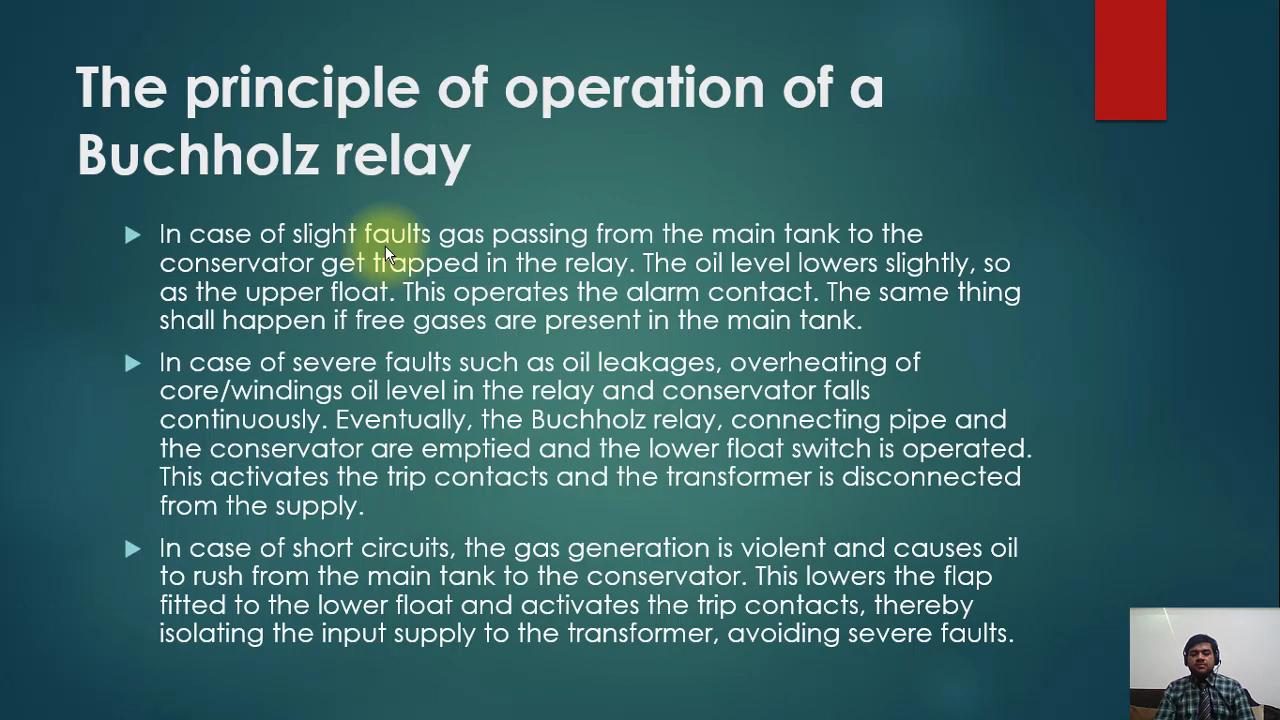 The principle of operation of a
Buchholz relay
In case of slight faults gas passing from the main tank to the
conservator get trapped in the relay. The oil level lowers slightly, so
as the upper float. This operates the alarm contact. The same thing
shall happen if free gases are present in the main tank.
In case of severe faults such as oil leakages, overheating of
core/windings oil level in the relay and conservator falls
continuously. Eventually, the Buchholz relay, connecting pipe and
the conservator are emptied and the lower float switch is operated.
This activates the trip contacts and the transformer is disconnected
from the supply.
In case of short circuits, the gas generation is violent and causes oil
to rush from the main tank to the conservator. This lowers the flap
fitted to the lower float and activates the trip contacts, thereby
isolating the input supply to the transformer, avoiding severe faults.